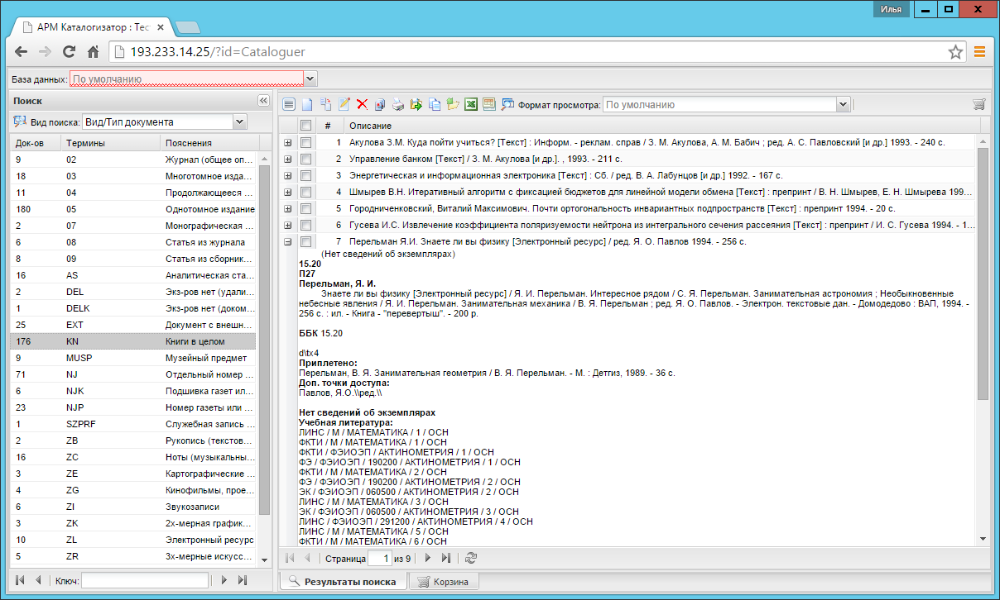 Илья
АРМ Каталогизатор : Тес
193.233.14.25/?id=Cataloguer
База данных: По умолчанию
Поиск
Вид поиска: Вид/Тип документа
Док-ов Термины Пояснения
9 02 Журнал (общее оп...
18 03 Многотомное изда...
11 04 Продолжающееся ...
180 05 Однотомное издание
2 07 Монографическая ...
6 08 Статья из журнала
8 09 Статья из сборник...
16 AS Аналитическая ста...
2 DEL Экз-ров нет (удали...
1 DELK Экз-ров нет (доком...
25 EXT Документ с внешн...
176 KN Книги в целом
9 MUSP Музейный предмет
71 NJ Отдельный номер ...
6 NJK Подшивка газет ил...
23 NJP Номер газеты или ...
1 SZPRF Служебная запись ...
2 ZB Рукопись (текстов...
16 ZC Ноты (музыкальны...
3 ZE Картографические ...
4 ZG Кинофильмы, прое...
6 ZI Звукозаписи
3 ZK 2х-мерная график...
10 ZL Электронный ресурс
5 ZR 3х-мерные искусс...
Ключ:
Формат просмотра: По умолчанию
# Описание
1 Акулова З.М. Куда пойти учиться? [Текст] : Информ. - реклам. справ / З. М. Акулова, А. М. Бабич ; ред. А. С. Павловский [и др.] 1993. - 240 с.
2 Управление банком [Текст] / З. М. Акулова [и др.]. , 1993. - 211 с.
3 Энергетическая и информационная электроника [Текст] : Сб. / ред. В. А. Лабунцов [и др.] 1992. - 167 с.
4 Шмырев В.Н. Итеративный алгоритм с фиксацией бюджетов для линейной модели обмена [Текст] : препринт / В. Н. Шмырев, Е. Н. Шмырева 199...
5 Городниченковский, Виталий Максимович. Почти ортогональность инвариантных подпространств [Текст] : препринт 1994. - 20 с.
6 Гусева И.С. Извлечение коэффициента поляризуемости нейтрона из интегрального сечения рассеяния [Текст] : препринт / И. С. Гусева 1994. - 1...
7 Перельман Я.И. Знаете ли вы физику [Электронный ресурс] / ред. Я. О. Павлов 1994. - 256 с.
(Нет сведений об экземплярах)
15.20
П27
Перельман, Я. И.
Знаете ли вы физику [Электронный ресурс] / Я. И. Перельман. Интересное рядом / С. Я. Перельман. Занимательная астрономия ; Необыкновенные
небесные явления / Я. И. Перельман. Занимательная механика / В. Я. Перельман ; ред. Я. О. Павлов. - Электрон. текстовые дан. - Домодедово : ВАП, 1994. -
256 с. : ил. - Книга - "перевертыш". - 200 р.
ББК 15.20
d\tx4
Приплетено:
Перельман, В. Я. Занимательная геометрия / В. Я. Перельман. - М. : Детгиз, 1989. - 36 с.
Доп. точки доступа:
Павлов, Я.О.\\ред.\\
Нет сведений об экземплярах
Учебная литература:
ЛИНС / М / МАТЕМАТИКА / 1 / ОСН
ФКТИ / М / МАТЕМАТИКА / 1 / ОСН
ФКТИ / ФЭИОЭП / АКТИНОМЕТРИЯ / 1 / ОСН
ФЭ / ФЭИОЭП / 190200 / АКТИНОМЕТРИЯ / 1 / ОСН
ФКТИ / М / МАТЕМАТИКА / 2 / ОСН
ФЭ / ФЭИОЭП / 190200 / АКТИНОМЕТРИЯ / 2 / ОСН
ЭК / ФЭИОЭП / 060500 / АКТИНОМЕТРИЯ / 2 / ОСН
ЛИНС / М / МАТЕМАТИКА / 3 / ОСН
ЭК / ФЭИОЭП / 060500 / АКТИНОМЕТРИЯ / 3 / ОСН
ЛИНС / ФЭИОЭП / 291200 / АКТИНОМЕТРИЯ / 4 / ОСН
ЛИНС / М / МАТЕМАТИКА / 5 / ОСН
ФКТИ / М / МАТЕМАТИКА / 6 / ОСН
Страница 1 из 9
Результаты поиска Корзина